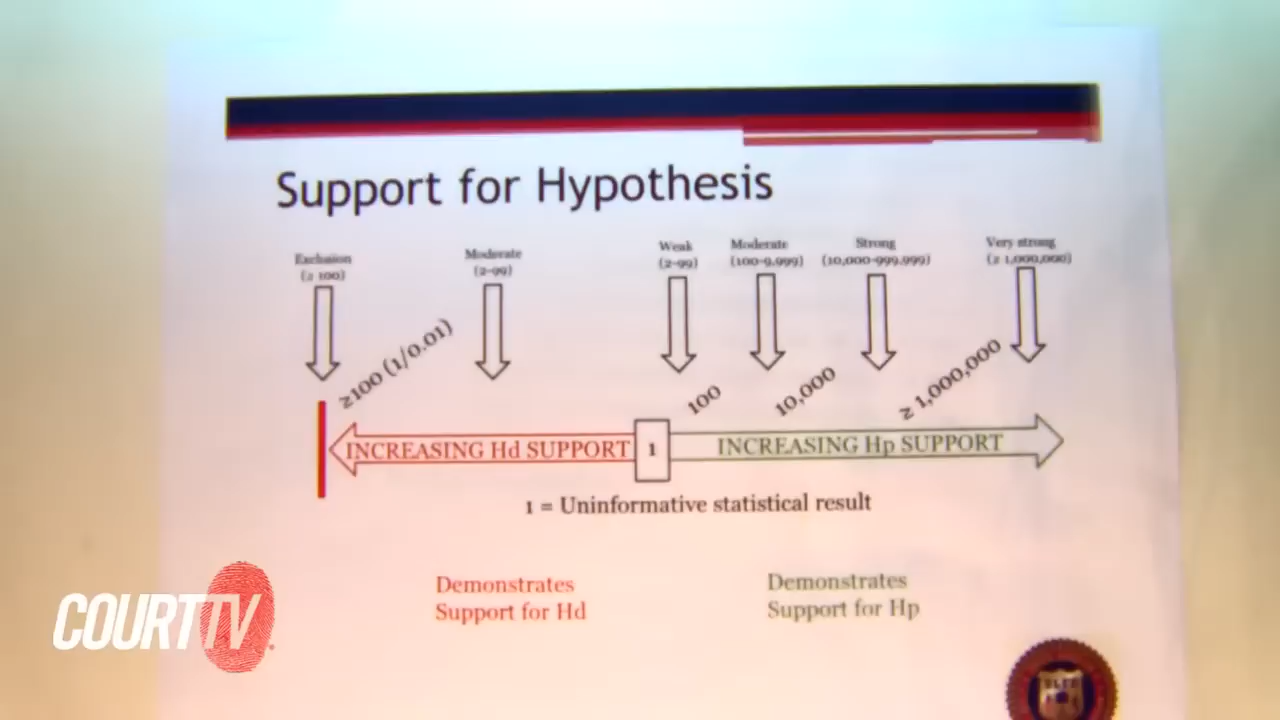 Support for Hypothesis
Exclusion
(≥ 100)
Moderate
(2-99)
Weak
(2-99)
Moderate
(100-9,999)
Strong
(10,000-999,999)
Very strong
(≥ 1,000,000)
≥100 (1/0.01)
100
10,000
≥ 1,000,000
INCREASING Hd SUPPORT
1
INCREASING Hp SUPPORT
1 = Uninformative statistical result
Demonstrates
Support for Hd
Demonstrates
Support for Hp
COURT TV